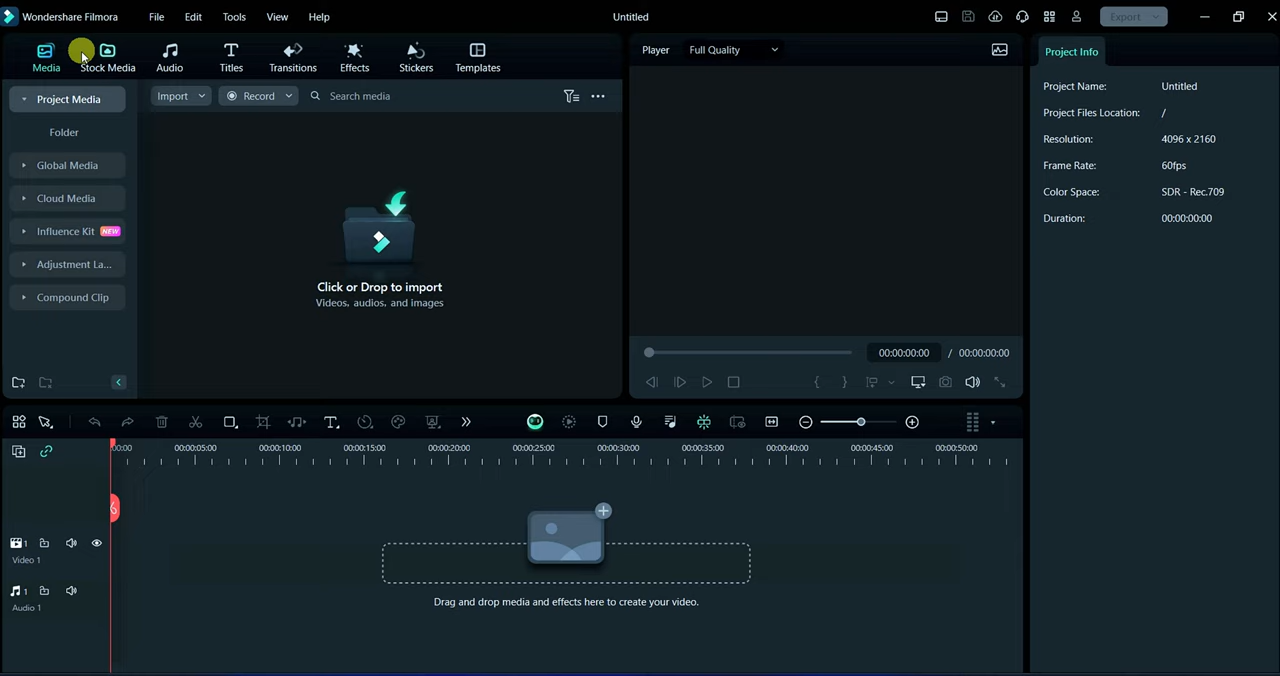 Wondershare Filmora File Edit Tools View Help Untitled Export
Media Stock Media Audio Titles Transitions Effects Stickers Templates
Project Media
Folder
Global Media
Cloud Media
Influence Kit NEW
Adjustment La...
Compound Clip
Import Record Search media
Click or Drop to import
Videos, audios, and images
Player Full Quality
00:00:00:00 / 00:00:00:00
Project Info
Project Name: Untitled
Project Files Location: /
Resolution: 4096 x 2160
Frame Rate: 60fps
Color Space: SDR - Rec.709
Duration: 00:00:00:00
:00:00 00:00:05:00 00:00:10:00 00:00:15:00 00:00:20:00 00:00:25:00 00:00:30:00 00:00:35:00 00:00:40:00 00:00:45:00 00:00:50:00
1
Video 1
1
Audio 1
Drag and drop media and effects here to create your video.